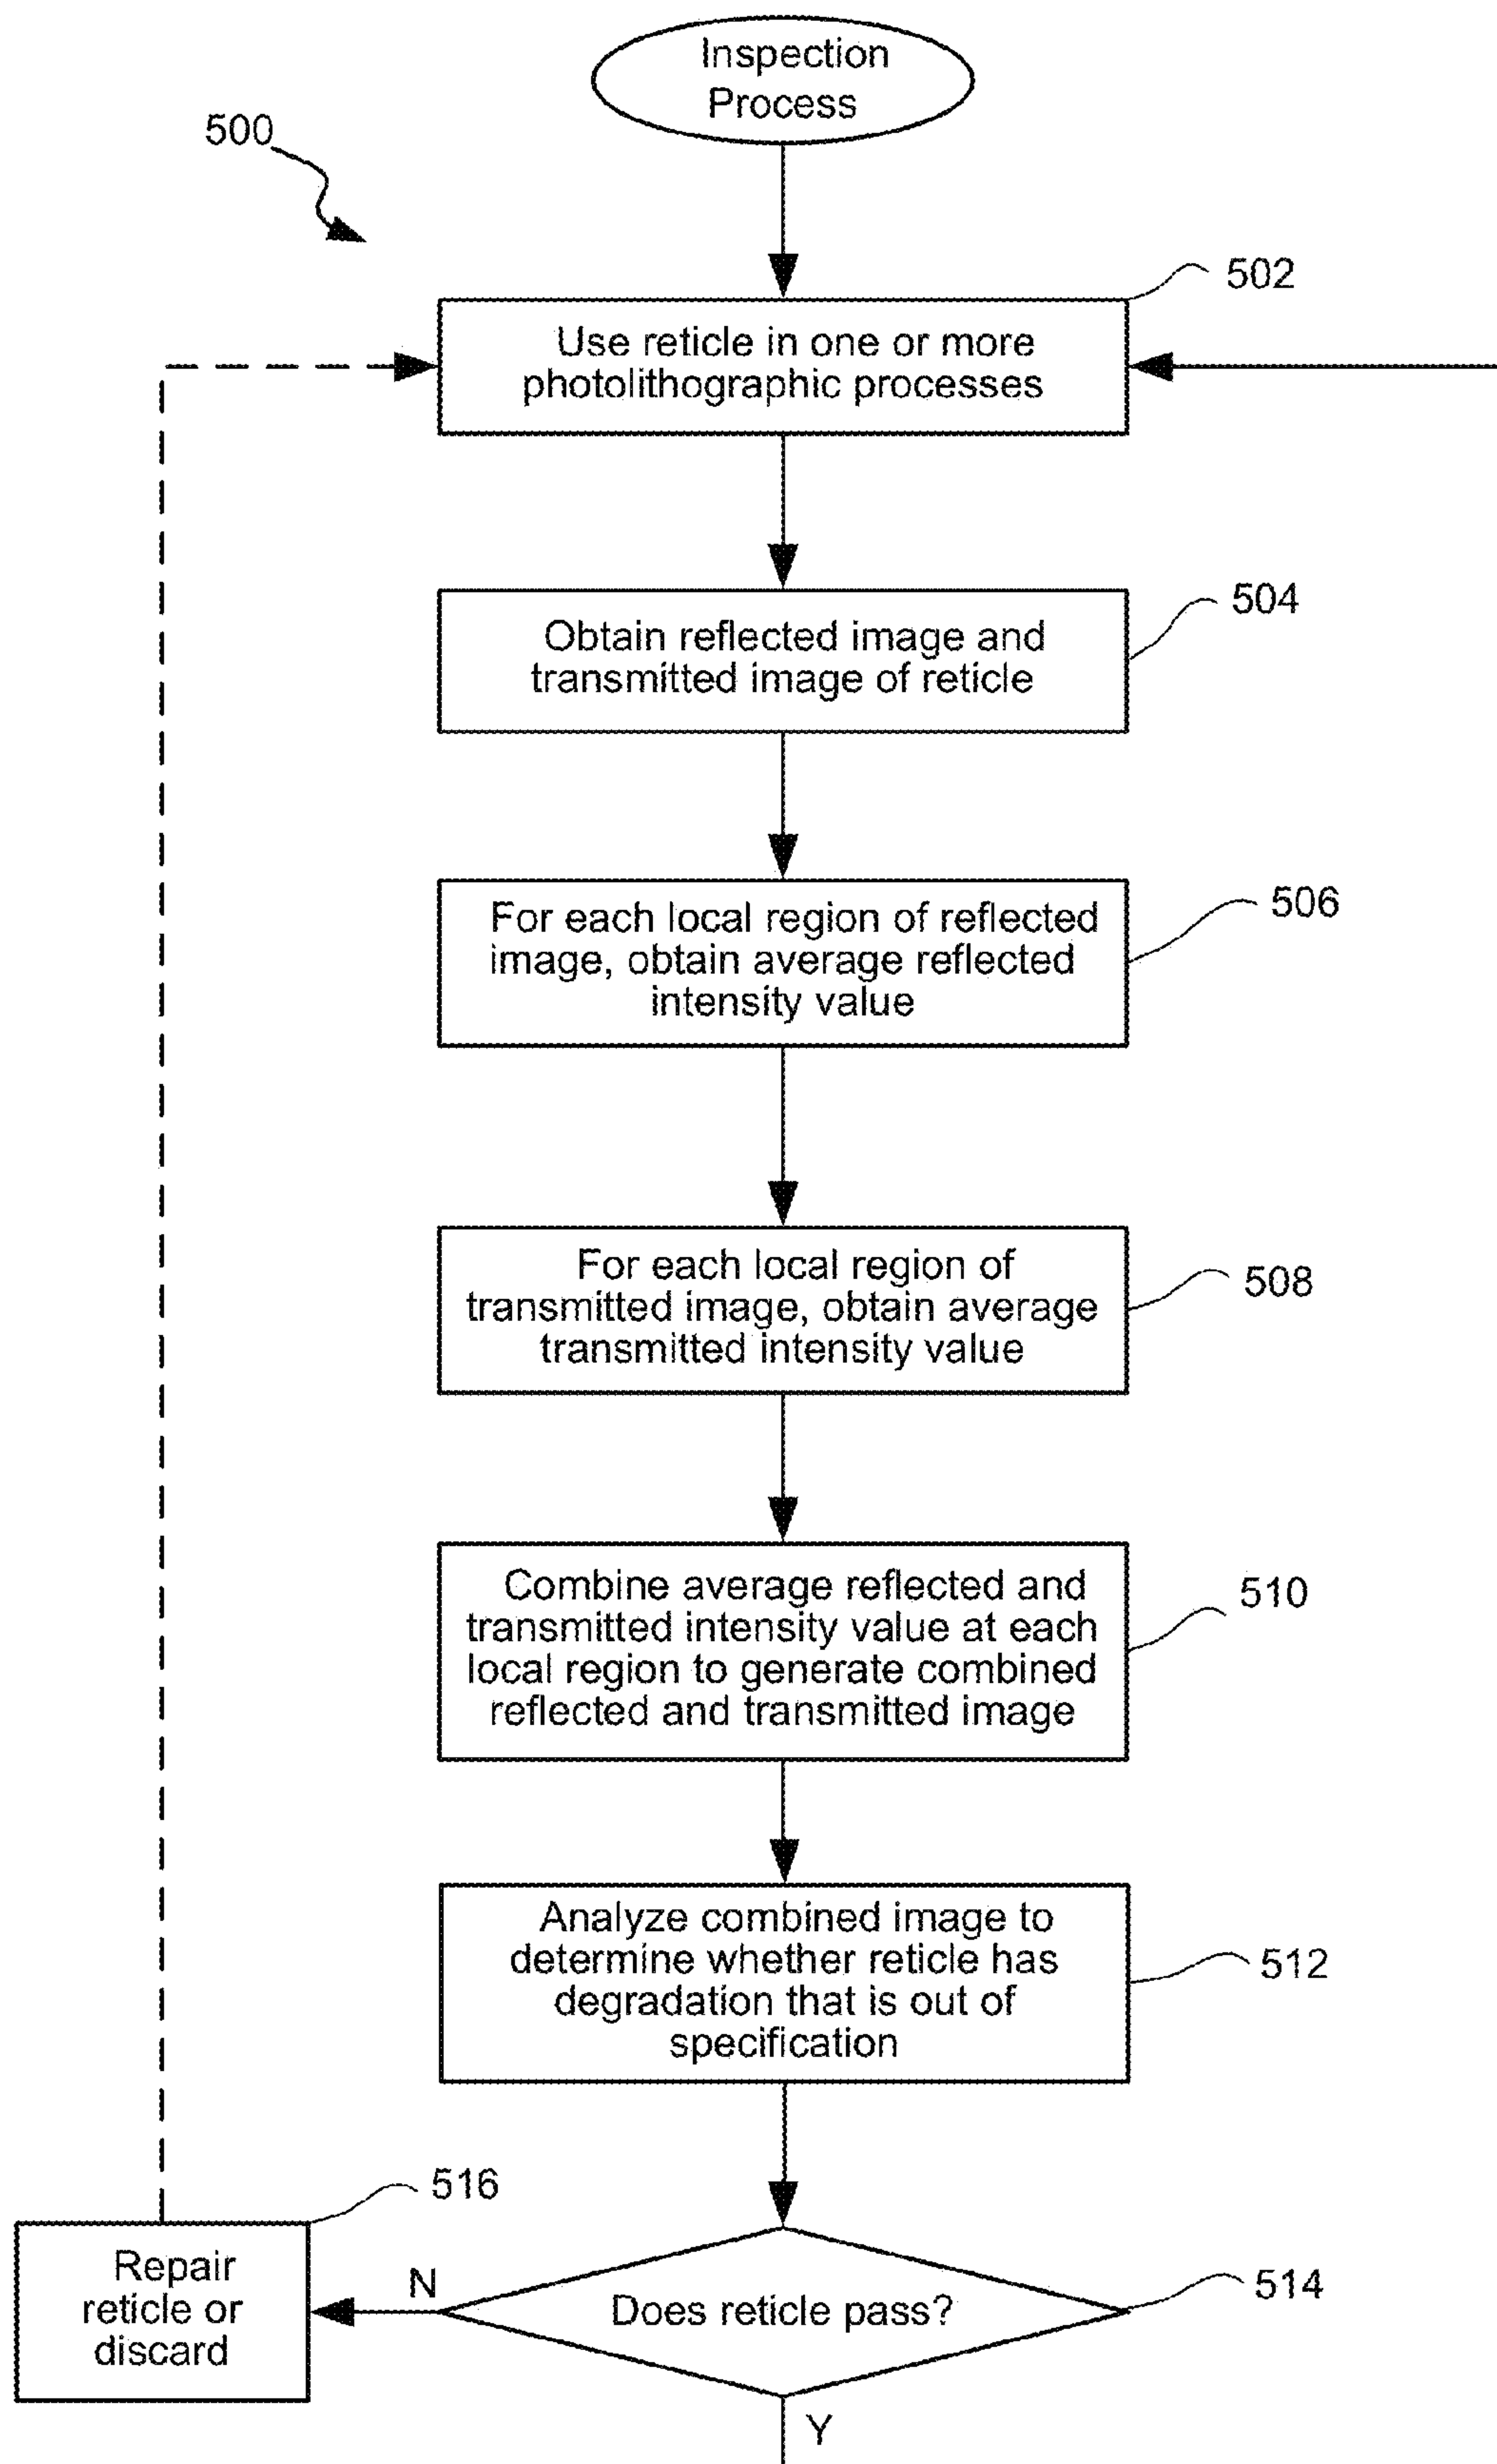 Inspection
Process
500
502
Use reticle in one or more
photolithographic processes
504
Obtain reflected image and
transmitted image of reticle
506
For each local region of reflected
image, obtain average reflected
intensity value
508
For each local region of
transmitted image, obtain average
transmitted intensity value
510
Combine average reflected and
transmitted intensity value at each
local region to generate combined
reflected and transmitted image
512
Analyze combined image to
determine whether reticle has
degradation that is out of
specification
516
Repair
reticle or
discard
N
Does reticle pass?
514
Y